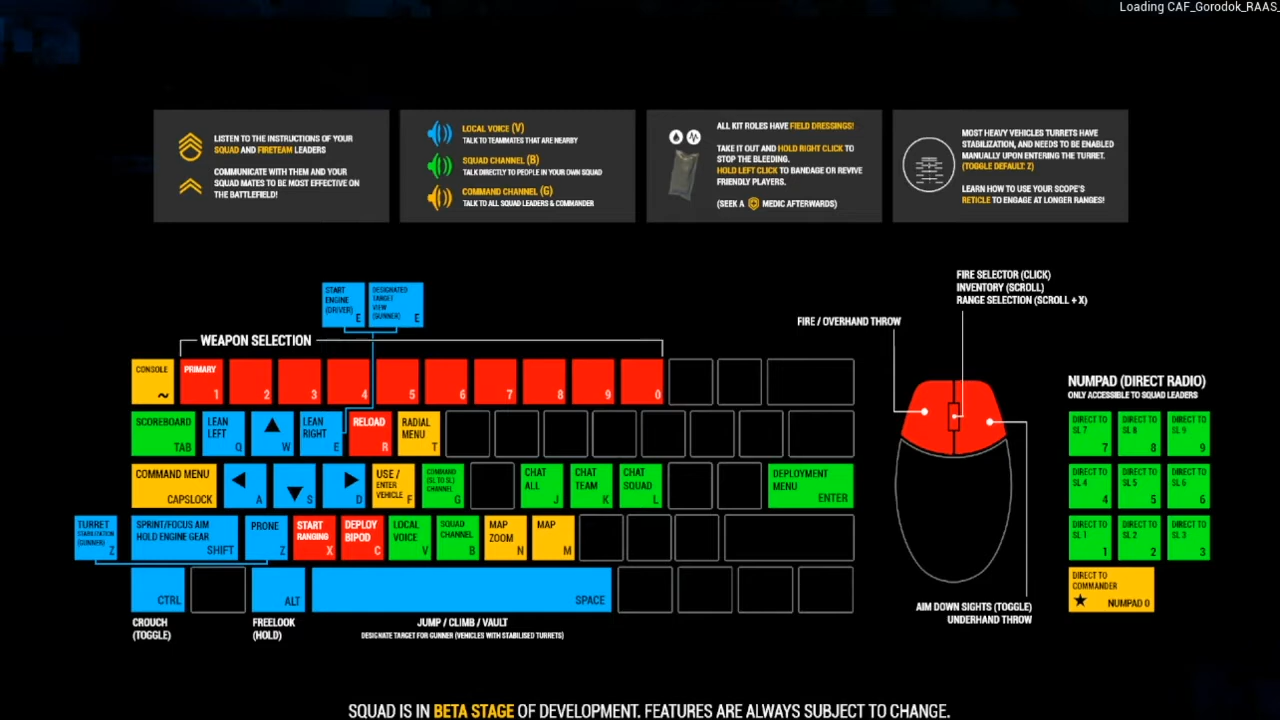 Loading CAF_Gorodok_RAAS_
LISTEN TO THE INSTRUCTIONS OF YOUR
SQUAD AND FIRETEAM LEADERS
COMMUNICATE WITH THEM AND YOUR
SQUAD MATES TO BE MOST EFFECTIVE ON
THE BATTLEFIELD!
LOCAL VOICE (V)
TALK TO TEAMMATES THAT ARE NEARBY
SQUAD CHANNEL (B)
TALK DIRECTLY TO PEOPLE IN YOUR OWN SQUAD
COMMAND CHANNEL (G)
TALK TO ALL SQUAD LEADERS & COMMANDER
ALL KIT ROLES HAVE FIELD DRESSINGS!
TAKE IT OUT AND HOLD RIGHT CLICK TO
STOP THE BLEEDING.
HOLD LEFT CLICK TO BANDAGE OR REVIVE
FRIENDLY PLAYERS.
(SEEK A MEDIC AFTERWARDS)
MOST HEAVY VEHICLES TURRETS HAVE
STABILIZATION, AND NEEDS TO BE ENABLED
MANUALLY UPON ENTERING THE TURRET.
(TOGGLE DEFAULT: Z)
LEARN HOW TO USE YOUR SCOPE'S
RETICLE TO ENGAGE AT LONGER RANGES!
START
ENGINE
(DRIVER)
E
DESIGNATED
TARGET
VIEW
(GUNNER)
E
WEAPON SELECTION
CONSOLE
~
PRIMARY
1
2
3
4
5
6
7
8
9
0
SCOREBOARD
TAB
LEAN
LEFT
Q
W
LEAN
RIGHT
E
RELOAD
R
RADIAL
MENU
T
COMMAND MENU
CAPSLOCK
A
S
D
USE /
ENTER
VEHICLE
F
COMMAND
(SL TO SL)
CHANNEL
G
CHAT
ALL
J
CHAT
TEAM
K
CHAT
SQUAD
L
DEPLOYMENT
MENU
ENTER
TURRET
STABILIZATION
(GUNNER)
Z
SPRINT/FOCUS AIM
HOLD ENGINE GEAR
SHIFT
PRONE
Z
START
RANGING
X
DEPLOY
BIPOD
C
LOCAL
VOICE
V
SQUAD
CHANNEL
B
MAP
ZOOM
N
MAP
M
CTRL
ALT
SPACE
CROUCH
(TOGGLE)
FREELOOK
(HOLD)
JUMP / CLIMB / VAULT
DESIGNATE TARGET FOR GUNNER (VEHICLES WITH STABILISED TURRETS)
FIRE SELECTOR (CLICK)
INVENTORY (SCROLL)
RANGE SELECTION (SCROLL + X)
FIRE / OVERHAND THROW
AIM DOWN SIGHTS (TOGGLE)
UNDERHAND THROW
NUMPAD (DIRECT RADIO)
ONLY ACCESSIBLE TO SQUAD LEADERS
DIRECT TO
SL 7
7
DIRECT TO
SL 8
8
DIRECT TO
SL 9
9
DIRECT TO
SL 4
4
DIRECT TO
SL 5
5
DIRECT TO
SL 6
6
DIRECT TO
SL 1
1
DIRECT TO
SL 2
2
DIRECT TO
SL 3
3
DIRECT TO
COMMANDER
NUMPAD 0
SQUAD IS IN BETA STAGE OF DEVELOPMENT. FEATURES ARE ALWAYS SUBJECT TO CHANGE.